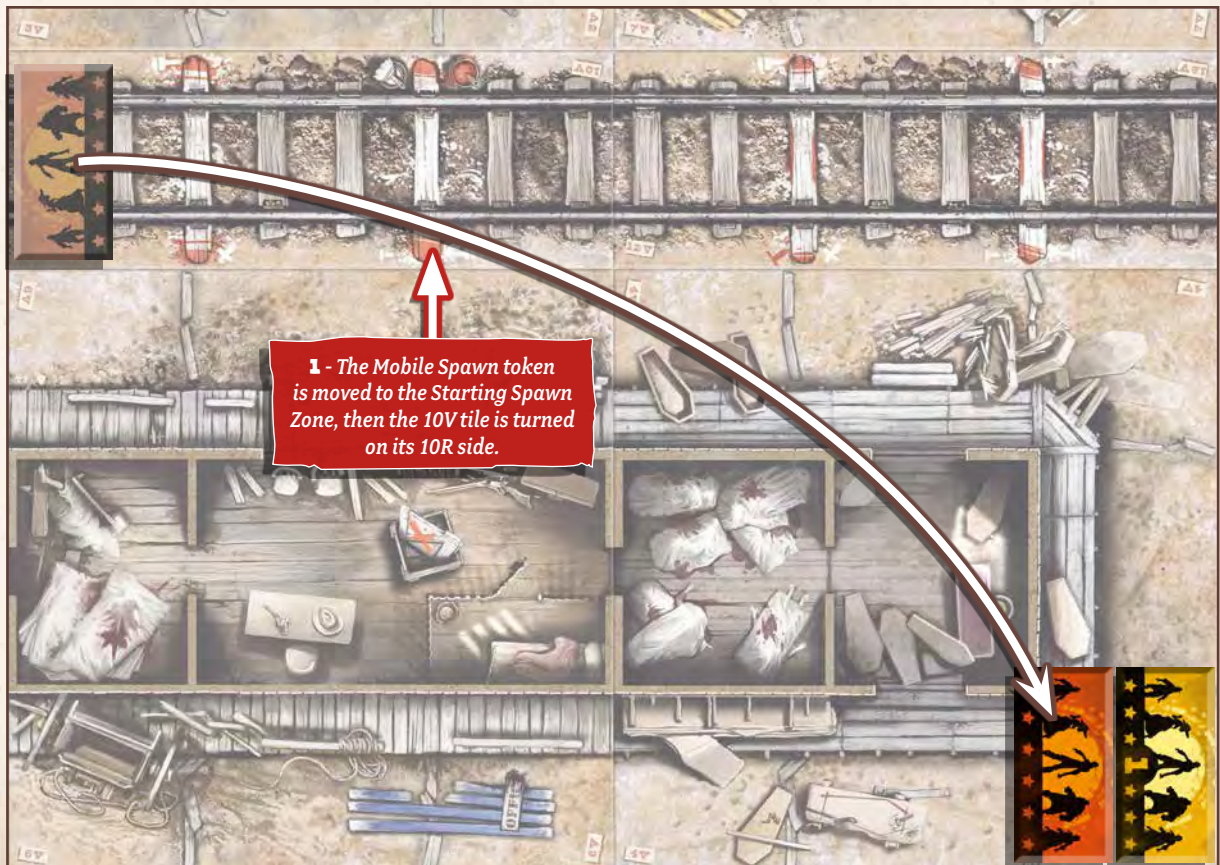 1 - The Mobile Spawn token
is moved to the Starting Spawn
Zone, then the 10V tile is turned
on its 10R side.
1